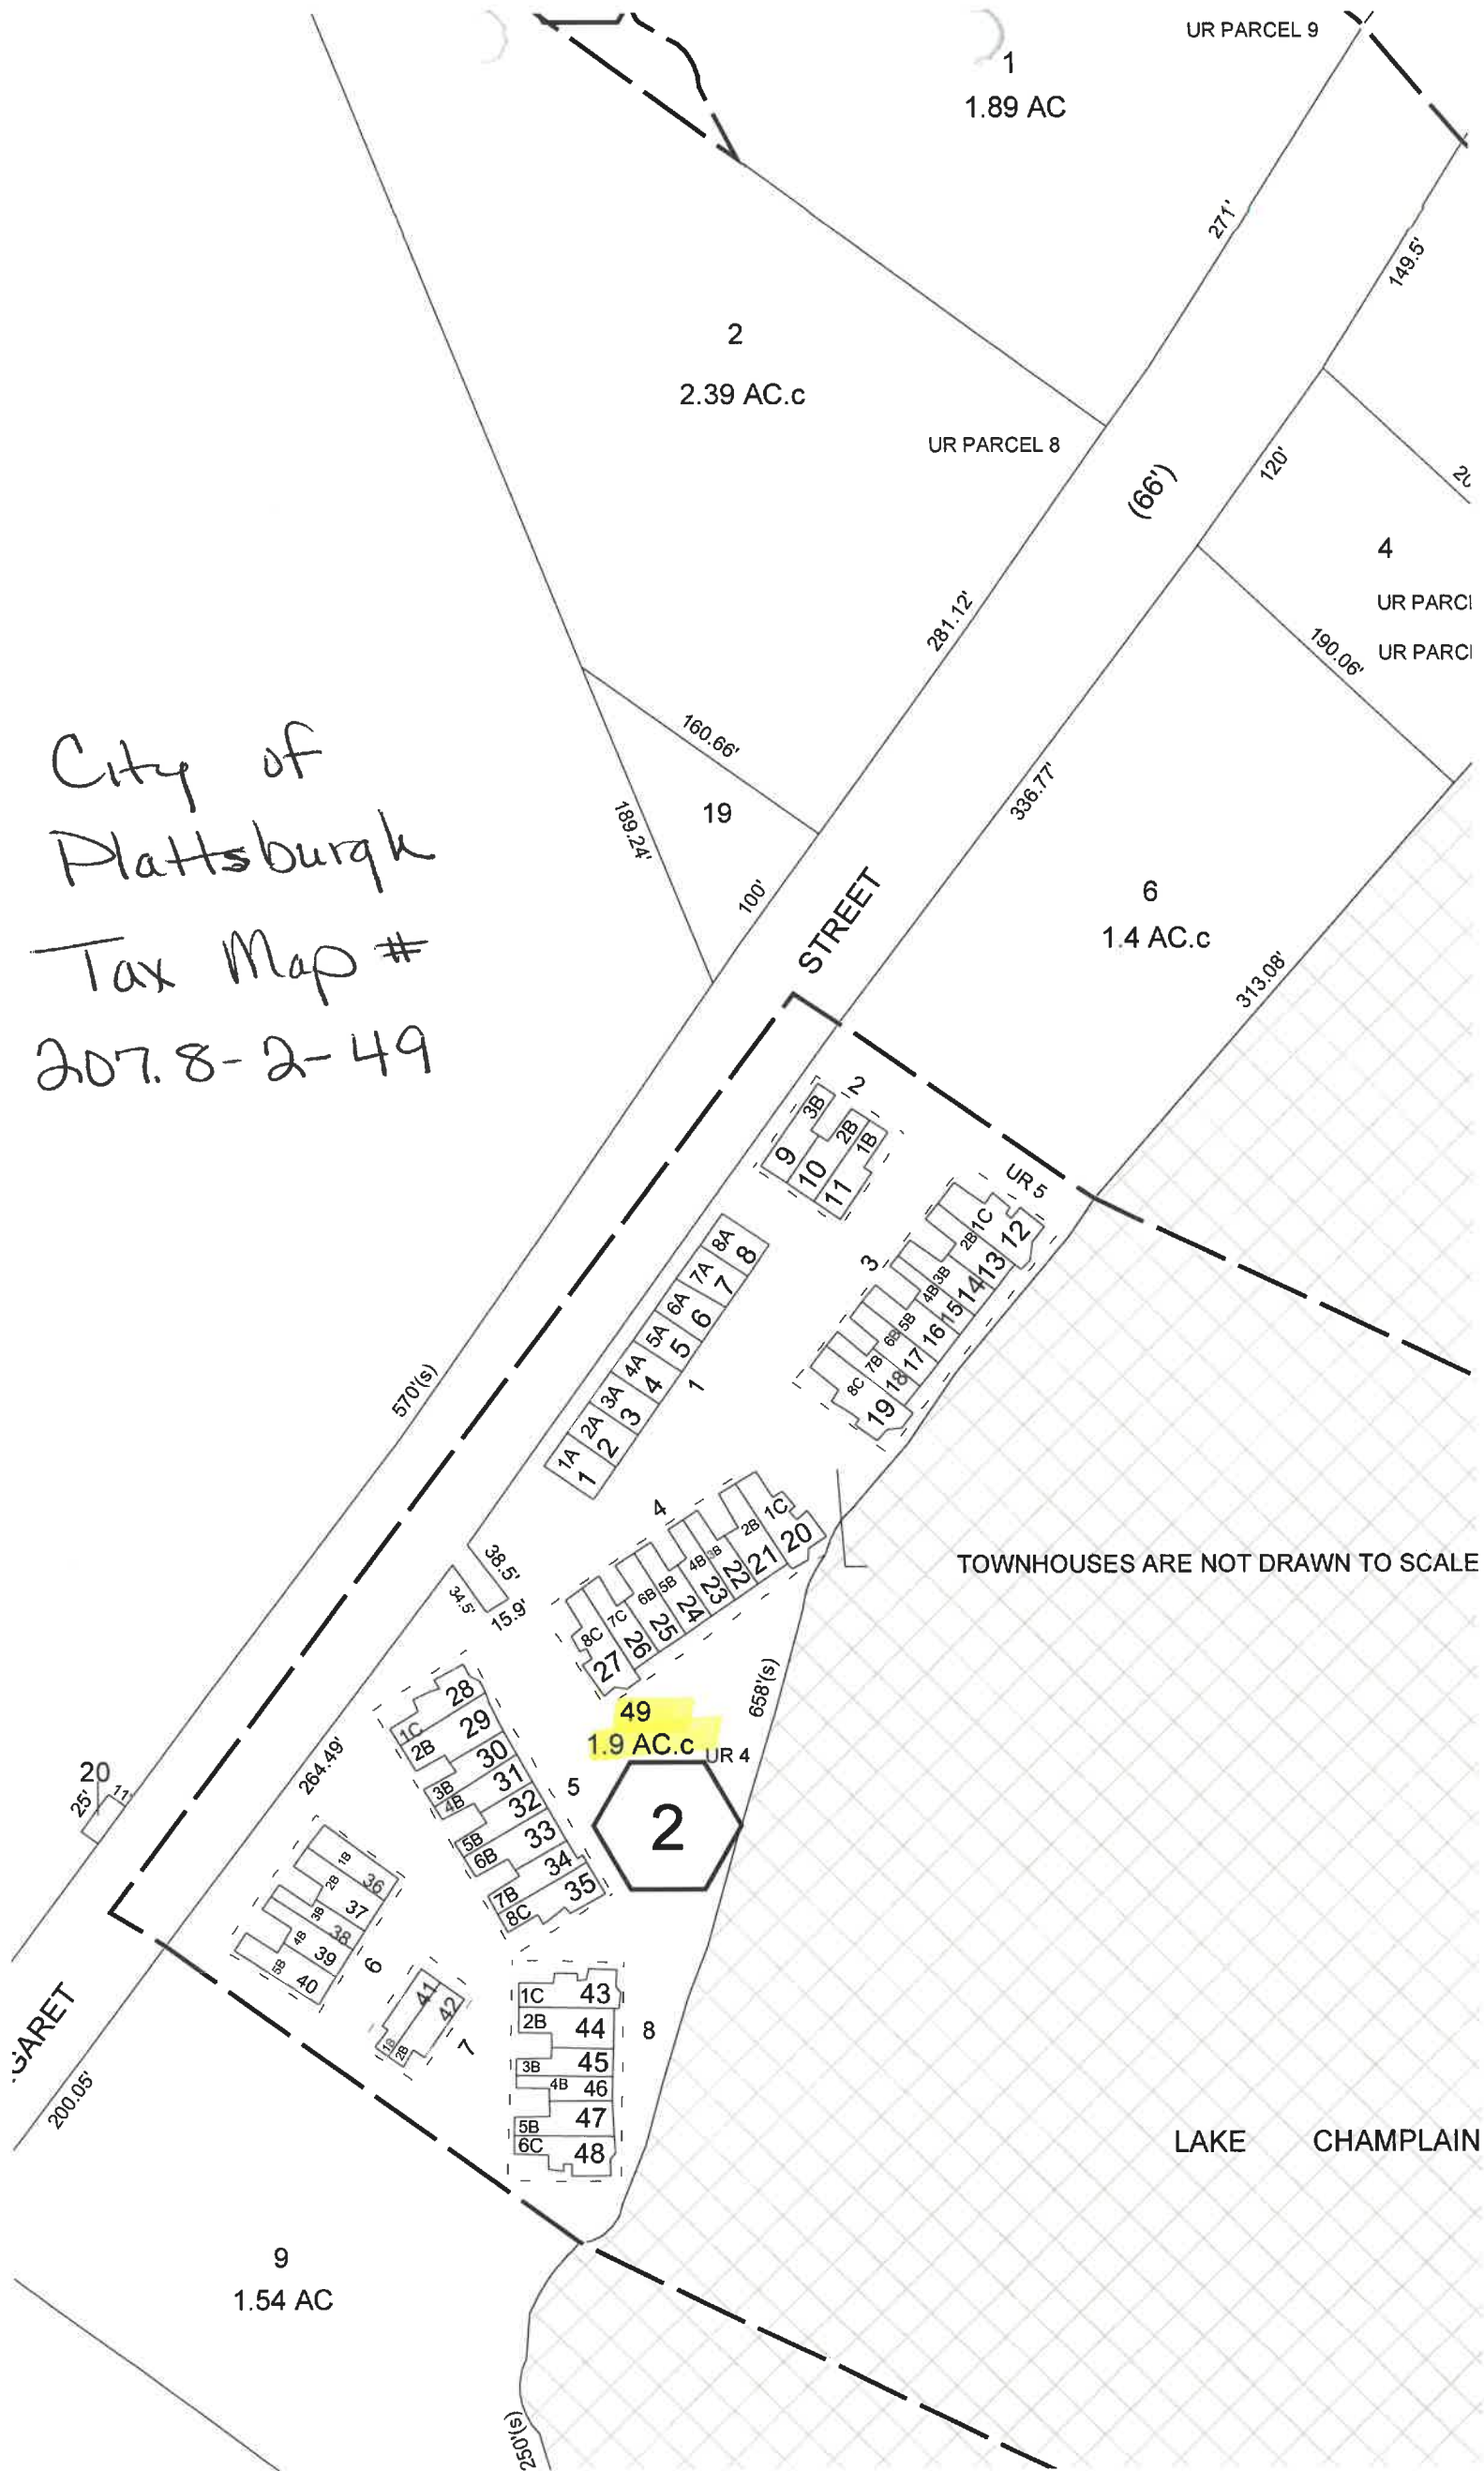 UR PARCEL 9
1
1.89 AC
271'
149.5'
2
2.39 AC.c
UR PARCEL 8
(66')
120'
4
UR PARCI
UR PARCI
190.06'
281.12'
160.66'
19
189.24'
100'
336.77'
STREET
6
1.4 AC.c
313.08'
City of
Plattsburgh
Tax Map #
207.8-2-49
2
3B 2B 1B
9 10 11
UR 5
3
1C 2B 3B 4B 5B 6B 7B 8C
12 13 14 15 16 17 18 19
8A 7A 6A 5A 4A 3A 2A 1A
8 7 6 5 4 3 2 1
1
570'(s)
4
1C 2B 3B 4B 5B 6B 7C 8C
20 21 22 23 24 25 26 27
38.5'
34.5'
15.9'
TOWNHOUSES ARE NOT DRAWN TO SCALE
658'(s)
49
1.9 AC.c
UR 4
2
5
1C 28
2B 29
3B 30
4B 31
5B 32
6B 33
7B 34
8C 35
264.49'
20
25'
11'
1B 36
2B 37
3B 38
4B 39
5B 40
6
41 42
1B 2B
7
1C 43
2B 44
3B 45
4B 46
5B 47
6C 48
8
GARET
200.05'
LAKE CHAMPLAIN
9
1.54 AC
250'(s)